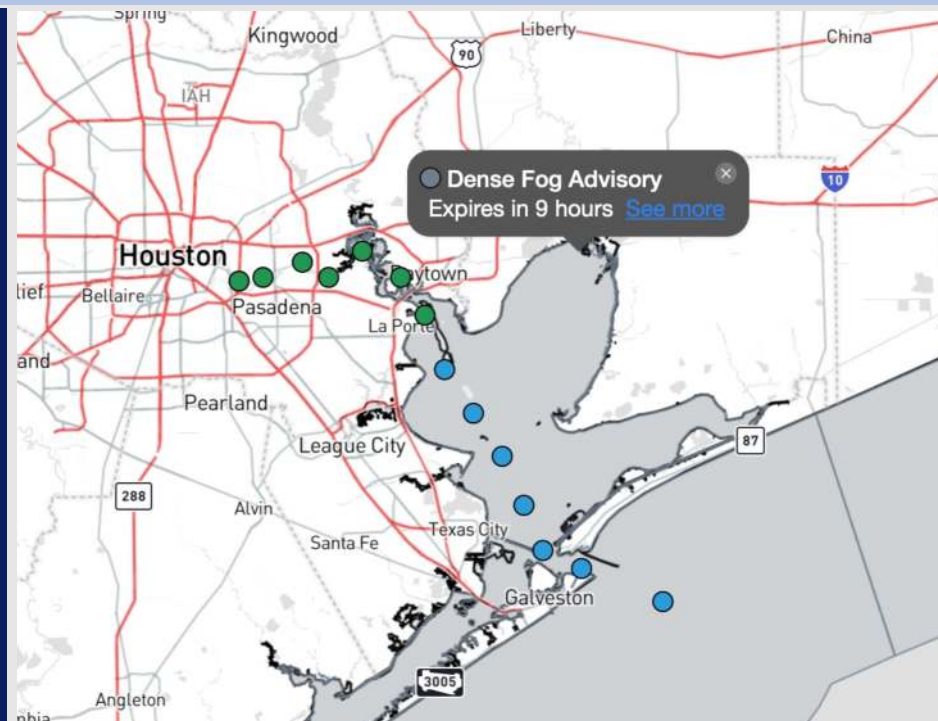 Spring
Kingwood
Liberty
China
90
IAH
Dense Fog Advisory
Expires in 9 hours See more
10
Houston
Baytown
Bellaire
Pasadena
La Porte
Pearland
League City
87
288
Alvin
Texas City
Santa Fe
Galveston
3005
Angleton